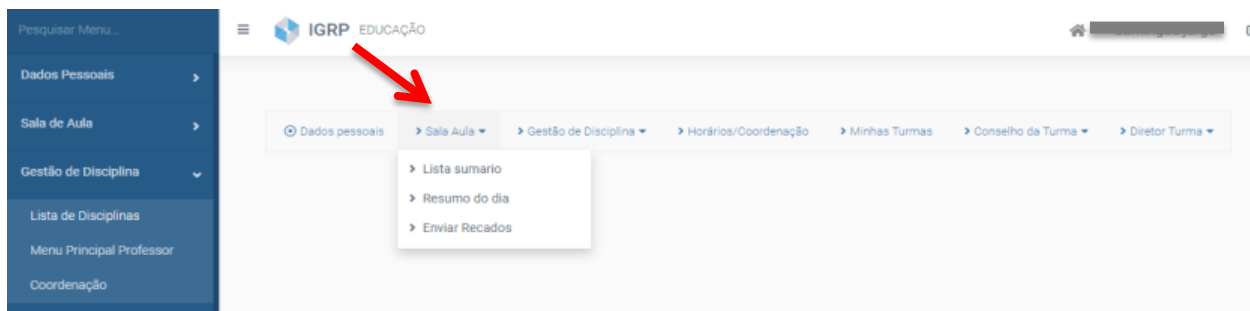 Pesquisar Menu...
IGRP EDUCAÇÃO
Dados Pessoais
Sala de Aula
Gestão de Disciplina
Lista de Disciplinas
Menu Principal Professor
Coordenação
Dados pessoais Sala Aula Gestão de Disciplina Horários/Coordenação Minhas Turmas Conselho da Turma Diretor Turma
Lista sumario
Resumo do dia
Enviar Recados